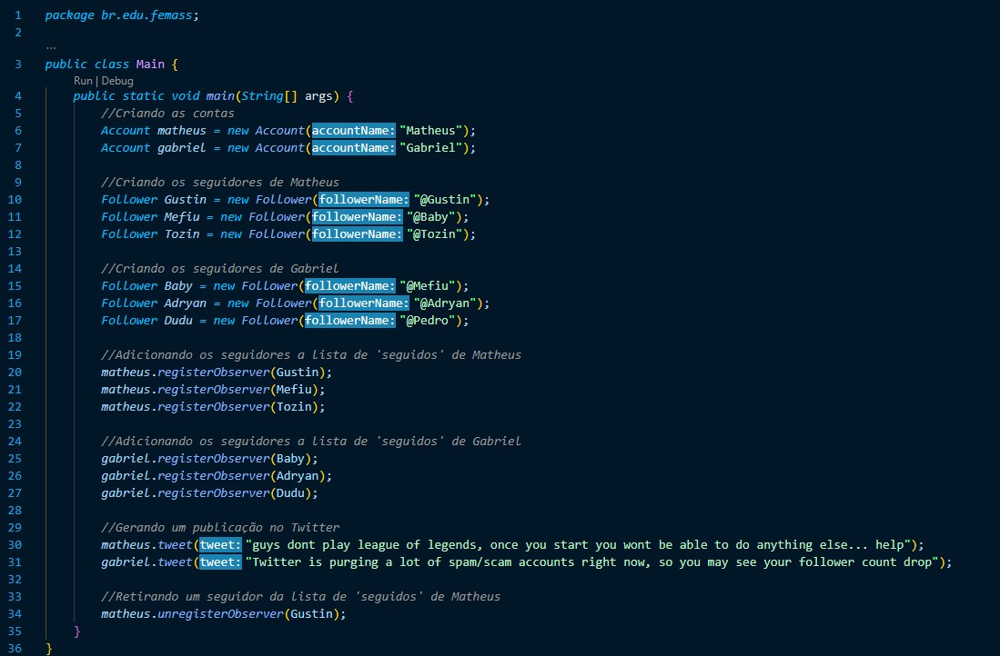 1 package br.edu.femass;
2
...
3 public class Main {
Run | Debug
4 public static void main(String[] args) {
5 //Criando as contas
6 Account matheus = new Account(accountName: "Matheus");
7 Account gabriel = new Account(accountName: "Gabriel");
8
9 //Criando os seguidores de Matheus
10 Follower Gustin = new Follower(followerName: "@Gustin");
11 Follower Mefiu = new Follower(followerName: "@Baby");
12 Follower Tozin = new Follower(followerName: "@Tozin");
13
14 //Criando os seguidores de Gabriel
15 Follower Baby = new Follower(followerName: "@Mefiu");
16 Follower Adryan = new Follower(followerName: "@Adryan");
17 Follower Dudu = new Follower(followerName: "@Pedro");
18
19 //Adicionando os seguidores a lista de 'seguidos' de Matheus
20 matheus.registerObserver(Gustin);
21 matheus.registerObserver(Mefiu);
22 matheus.registerObserver(Tozin);
23
24 //Adicionando os seguidores a lista de 'seguidos' de Gabriel
25 gabriel.registerObserver(Baby);
26 gabriel.registerObserver(Adryan);
27 gabriel.registerObserver(Dudu);
28
29 //Gerando um publicação no Twitter
30 matheus.tweet(tweet: "guys dont play league of legends, once you start you wont be able to do anything else... help");
31 gabriel.tweet(tweet: "Twitter is purging a lot of spam/scam accounts right now, so you may see your follower count drop");
32
33 //Retirando um seguidor da lista de 'seguidos' de Matheus
34 matheus.unregisterObserver(Gustin);
35 }
36 }